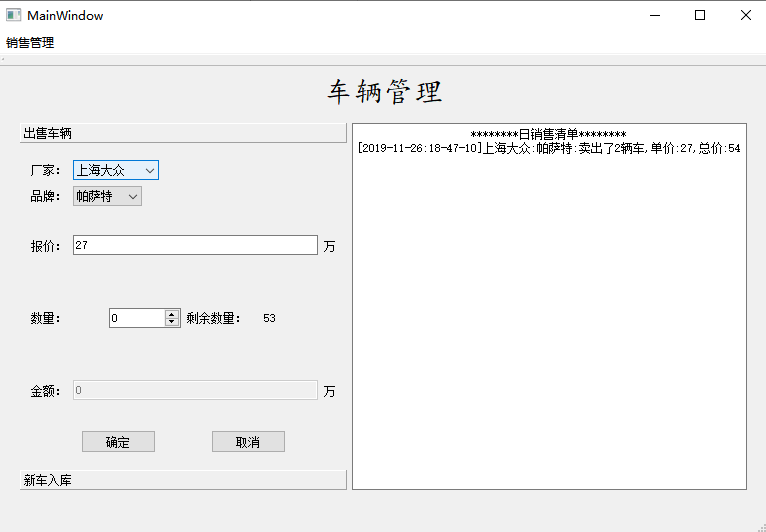 MainWindow
销售管理
车辆管理
出售车辆
厂家： 上海大众
品牌： 帕萨特
报价： 27 万
数量： 0 剩余数量： 53
金额： 0 万
确定 取消
新车入库
********日销售清单********
[2019-11-26:18-47-10]上海大众:帕萨特:卖出了2辆车,单价:27,总价:54